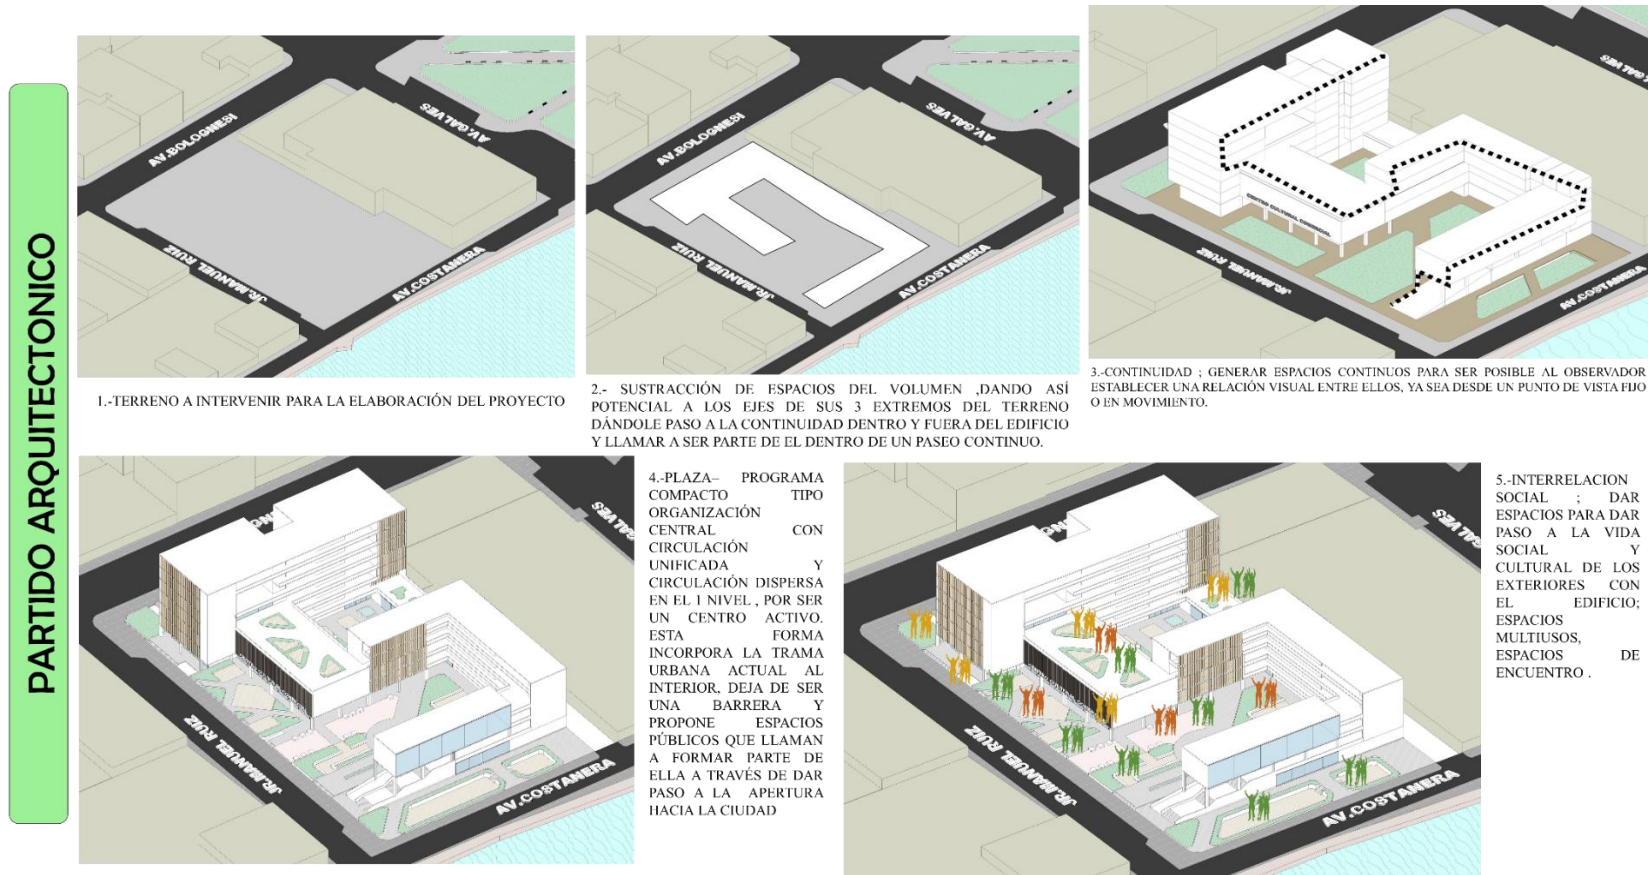 PARTIDO ARQUITECTONICO
AV.BOLOGNESI
AV.GALVES
JR.MANUEL RUIZ
AV.COSTANERA
1.-TERRENO A INTERVENIR PARA LA ELABORACIÓN DEL PROYECTO
AV.BOLOGNESI
AV.GALVES
JR.MANUEL RUIZ
AV.COSTANERA
2.- SUSTRACCIÓN DE ESPACIOS DEL VOLUMEN ,DANDO ASÍ
POTENCIAL A LOS EJES DE SUS 3 EXTREMOS DEL TERRENO
DÁNDOLE PASO A LA CONTINUIDAD DENTRO Y FUERA DEL EDIFICIO
Y LLAMAR A SER PARTE DE EL DENTRO DE UN PASEO CONTINUO.
GALVES
CENTRO CULTURAL COMERCIAL
JR.MANUEL RUIZ
AV.COSTANERA
3.-CONTINUIDAD ; GENERAR ESPACIOS CONTINUOS PARA SER POSIBLE AL OBSERVADOR
ESTABLECER UNA RELACIÓN VISUAL ENTRE ELLOS, YA SEA DESDE UN PUNTO DE VISTA FIJO
O EN MOVIMIENTO.
GALVES
JR.MANUEL RUIZ
AV.COSTANERA
4.-PLAZA– PROGRAMA
COMPACTO TIPO
ORGANIZACIÓN
CENTRAL CON
CIRCULACIÓN
UNIFICADA Y
CIRCULACIÓN DISPERSA
EN EL 1 NIVEL , POR SER
UN CENTRO ACTIVO.
ESTA FORMA
INCORPORA LA TRAMA
URBANA ACTUAL AL
INTERIOR, DEJA DE SER
UNA BARRERA Y
PROPONE ESPACIOS
PÚBLICOS QUE LLAMAN
A FORMAR PARTE DE
ELLA A TRAVÉS DE DAR
PASO A LA APERTURA
HACIA LA CIUDAD
GALVES
JR.MANUEL RUIZ
AV.COSTANERA
5.-INTERRELACION
SOCIAL ; DAR
ESPACIOS PARA DAR
PASO A LA VIDA
SOCIAL Y
CULTURAL DE LOS
EXTERIORES CON
EL EDIFICIO;
ESPACIOS
MULTIUSOS,
ESPACIOS DE
ENCUENTRO .